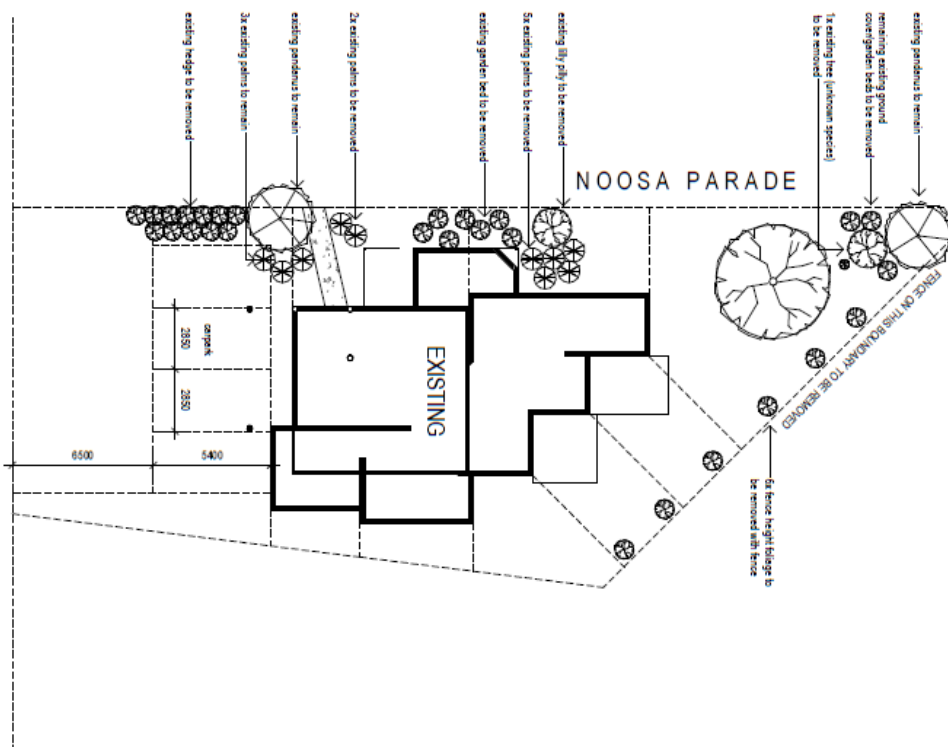 existing hedge to be removed
3x existing palms to remain
existing pandanus to remain
2x existing palms to be removed
existing garden bed to be removed
5x existing palms to be removed
existing lilly pilly to be removed
1x existing tree (unknown species)
to be removed
remaining existing ground
cover/garden beds to be removed
existing pandanus to remain
NOOSA PARADE
FENCE ON THIS BOUNDARY TO BE REMOVED
EXISTING
carpark
2850
2850
6500
5400
6x fence height foliage to
be removed with fence